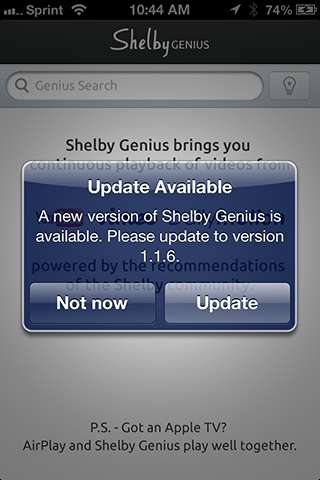 Sprint 10:44 AM 74%
Shelby GENIUS
Genius Search
Shelby Genius brings you
continuous playback of videos from
Update Available
A new version of Shelby Genius is
available. Please update to version
1.1.6.
powered by the recommendations
of the Shelby community.
Not now Update
P.S. - Got an Apple TV?
AirPlay and Shelby Genius play well together.